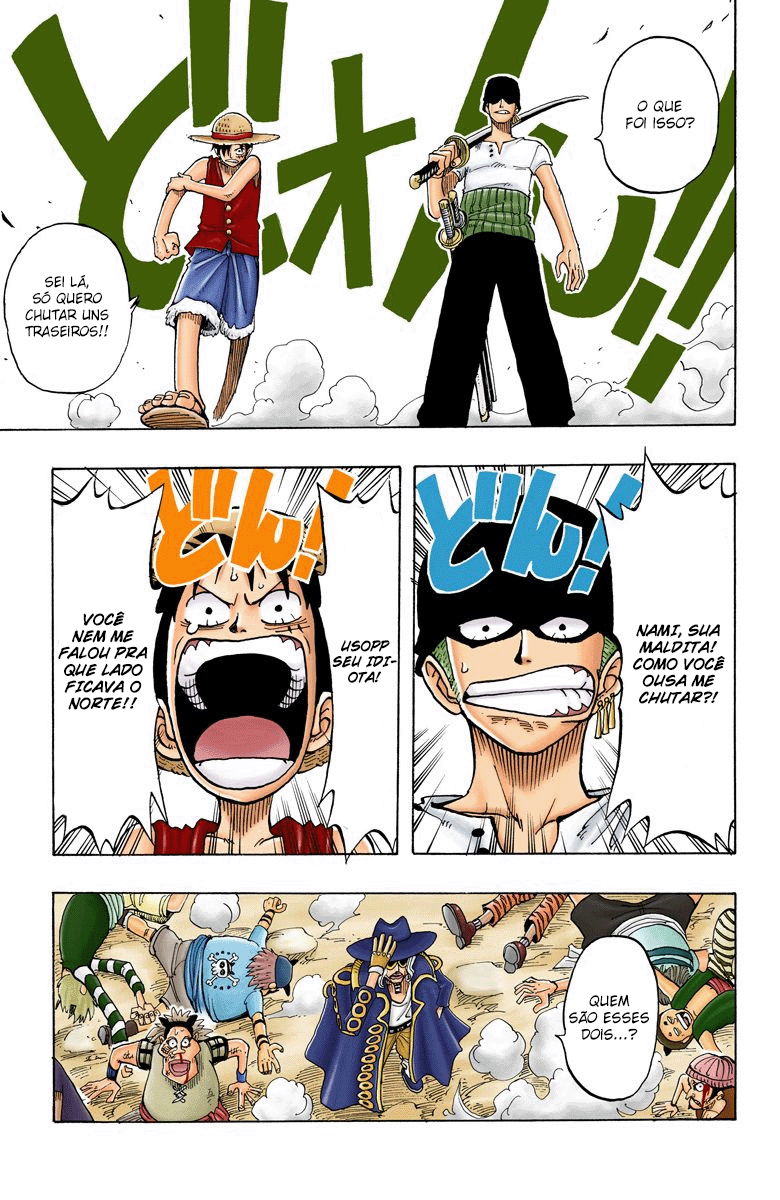 どオん!!
O QUE
FOI ISSO?
SEI LÁ,
SÓ QUERO
CHUTAR UNS
TRASEIROS!!
どん!
NAMI, SUA
MALDITA!
COMO VOCÊ
OUSA ME
CHUTAR?!
どん!
USOPP
SEU IDI-
OTA!
VOCÊ
NEM ME
FALOU PRA
QUE LADO
FICAVA O
NORTE!!
QUEM
SÃO ESSES
DOIS...?